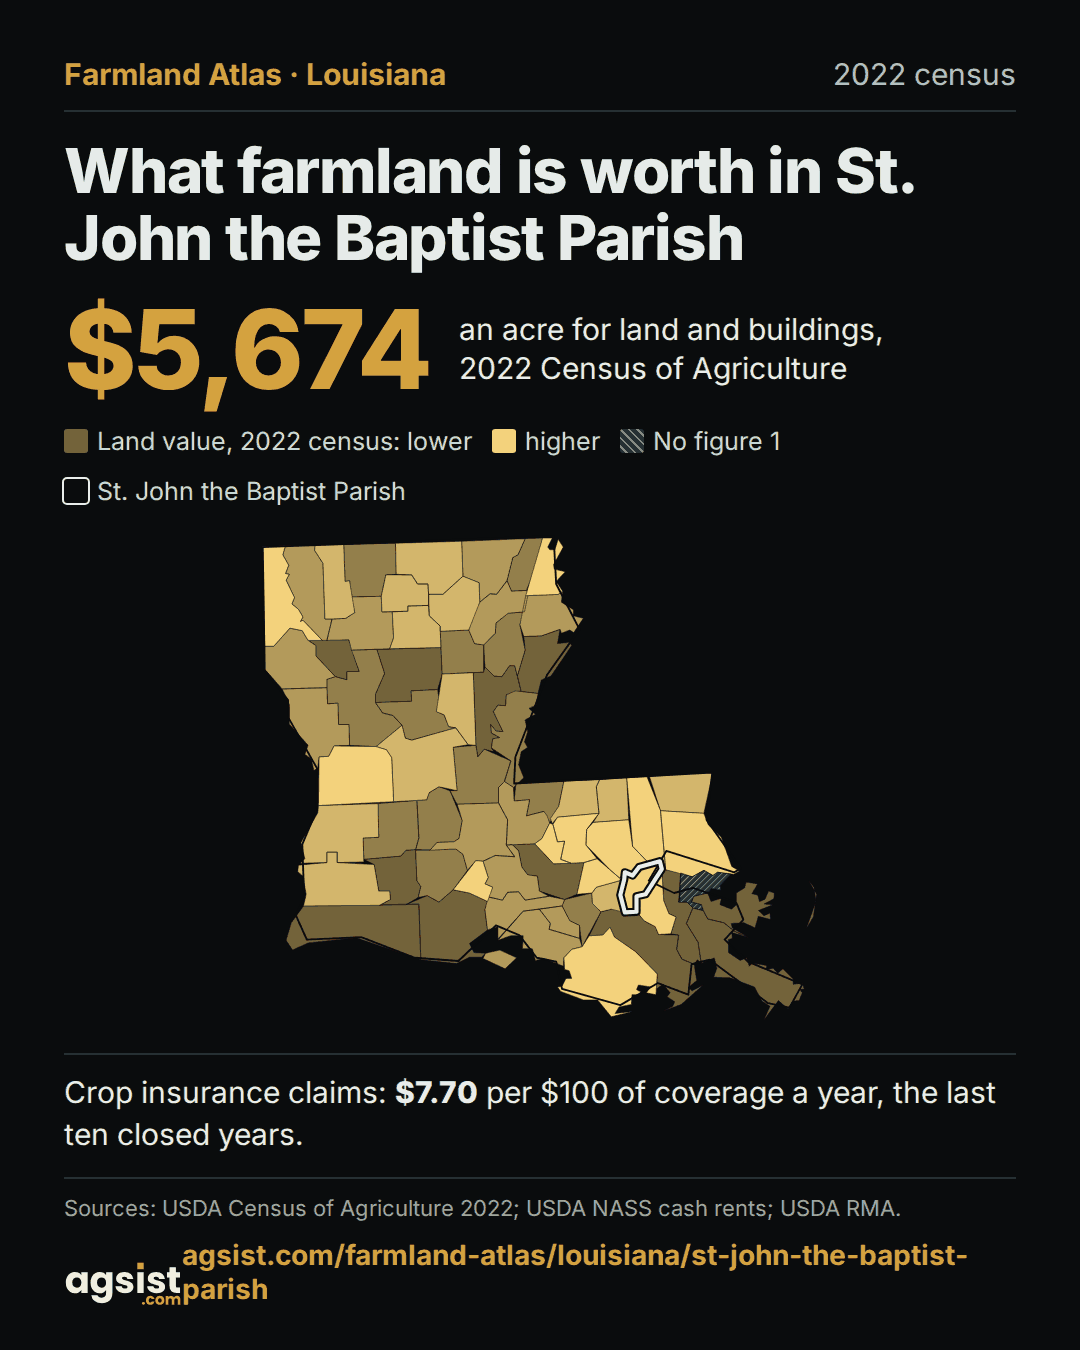 Farmland Atlas · Louisiana
2022 census
What farmland is worth in St.
John the Baptist Parish
$5,674
an acre for land and buildings,
2022 Census of Agriculture
Land value, 2022 census: lower
higher
No figure 1
St. John the Baptist Parish
Crop insurance claims: $7.70 per $100 of coverage a year, the last
ten closed years.
Sources: USDA Census of Agriculture 2022; USDA NASS cash rents; USDA RMA.
agsist
.com
agsist.com/farmland-atlas/louisiana/st-john-the-baptist-
parish